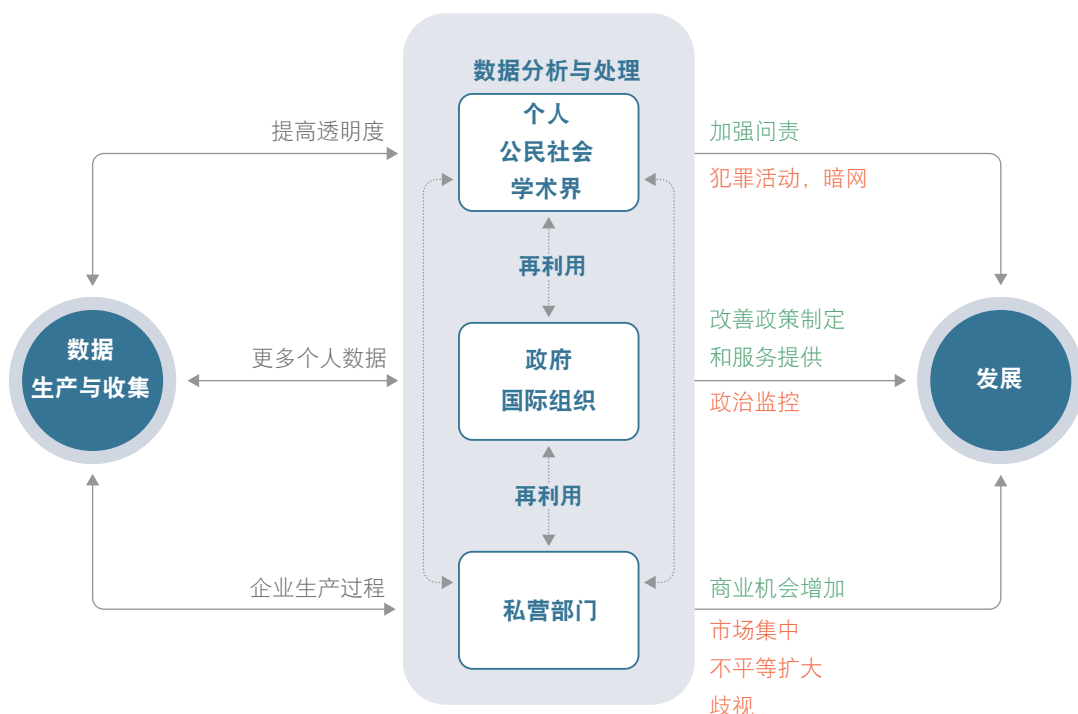 数据分析与处理
个人
公民社会
学术界
提高透明度
加强问责
犯罪活动，暗网
再利用
数据
生产与收集
更多个人数据
政府
国际组织
改善政策制定
和服务提供
政治监控
发展
再利用
企业生产过程
私营部门
商业机会增加
市场集中
不平等扩大
歧视